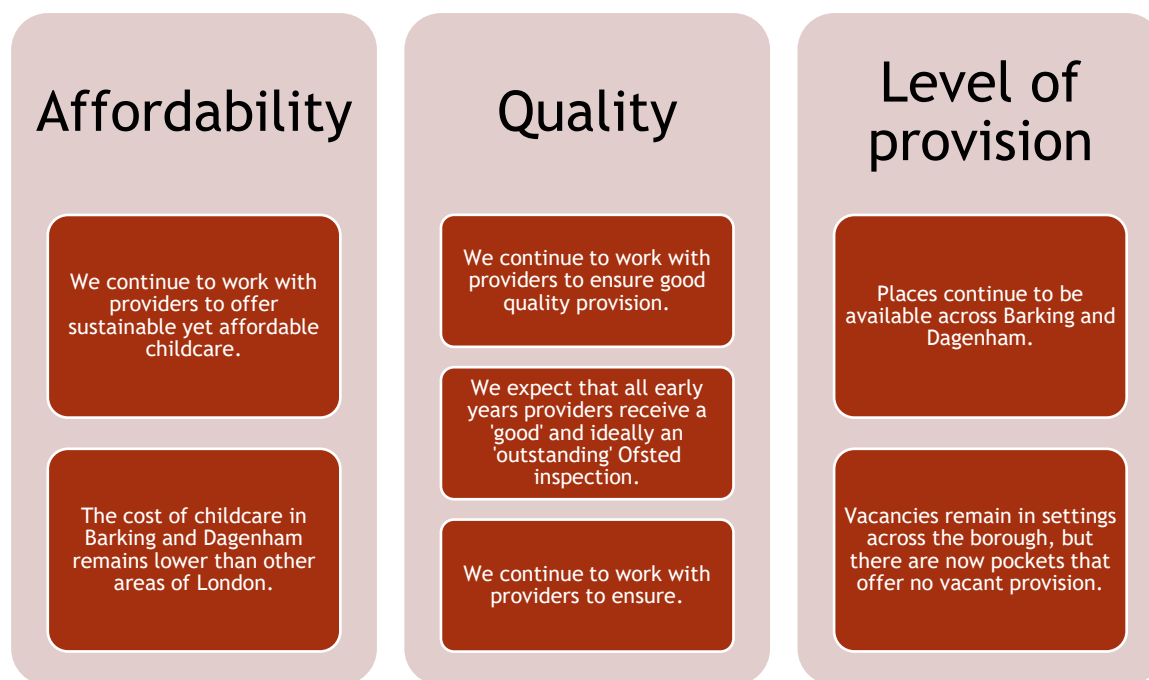 Affordability
We continue to work with
providers to offer
sustainable yet affordable
childcare.
The cost of childcare in
Barking and Dagenham
remains lower than other
areas of London.
Quality
We continue to work with
providers to ensure good
quality provision.
We expect that all early
years providers receive a
'good' and ideally an
'outstanding' Ofsted
inspection.
We continue to work with
providers to ensure.
Level of
provision
Places continue to be
available across Barking and
Dagenham.
Vacancies remain in settings
across the borough, but
there are now pockets that
offer no vacant provision.